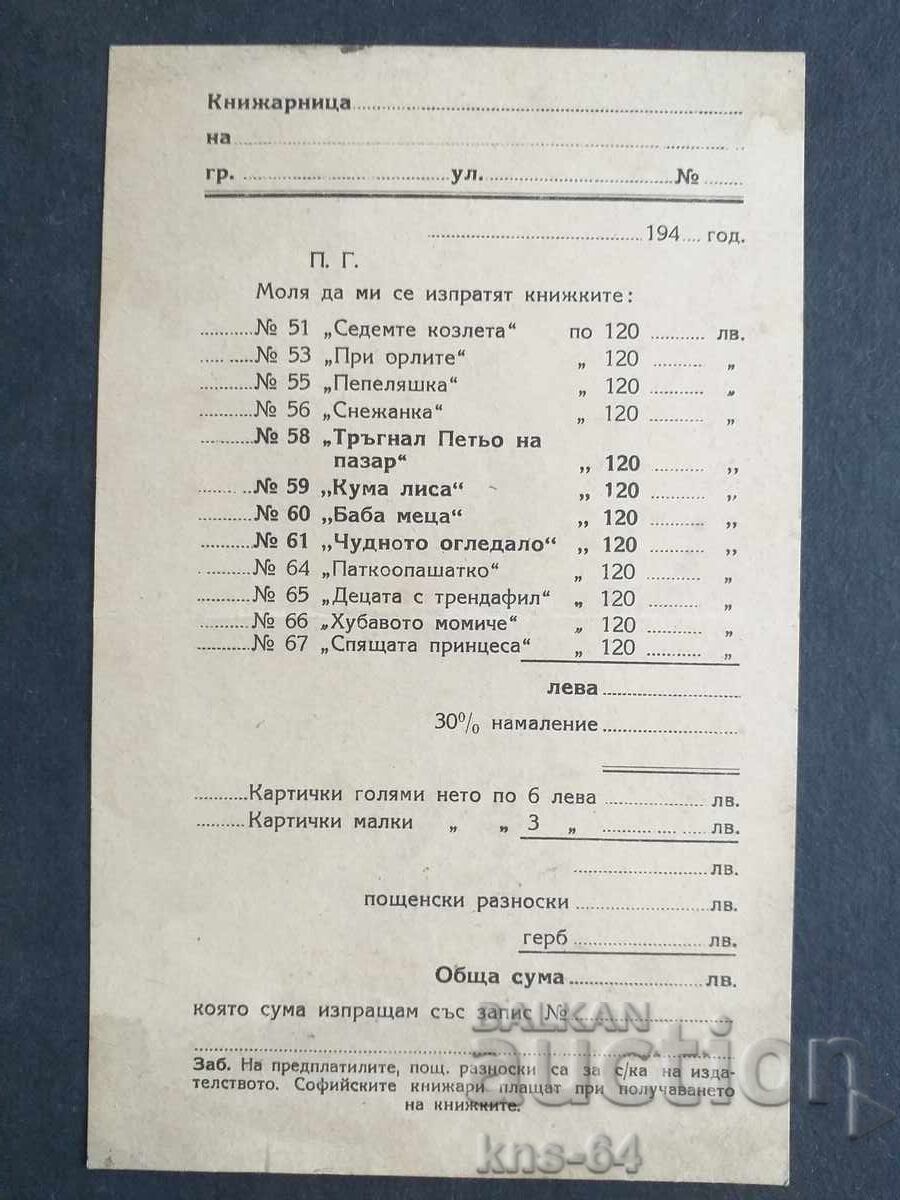 Книжарница..........
на..........
гр. .......... ул. .......... № .......
.......... 194.... год.
П. Г.
Моля да ми се изпратят книжките:
...........№ 51 „Седемте козлета“ по 120 ........... лв.
..... ......№ 53 „При орлите“ „ 120 ........... „
...........№ 55 „Пепеляшка“ „ 120 ........... „
...........№ 56 „Снежанка“ „ 120 ........... „
...........№ 58 „Тръгнал Петьо на
пазар“ „ 120 ........... „
...........№ 59 „Кума лиса“ „ 120 ........... „
...........№ 60 „Баба меца“ „ 120 ........... „
...........№ 61 „Чудното огледало“ „ 120 ........... „
...........№ 64 „Паткоопашатко“ „ 120 ........... „
...........№ 65 „Децата с трендафил“ „ 120 ........... „
...........№ 66 „Хубавото момиче“ „ 120 ........... „
...........№ 67 „Спящата принцеса“ „ 120 ........... „
лева ..........
30% намаление ..........
...........Картички голями нето по 6 лева .......... лв.
...........Картички малки „ „ 3 „ .......... лв.
.......... лв.
пощенски разноски .......... лв.
герб .......... лв.
Обща сума .......... лв.
която сума изпращам със запис № ..........
Заб. На предплатилите, пощ. разноски са за с/ка на изда-
телството. Софийските книжари плащат при получаването
на книжките.
BALKAN
auction
kns-64